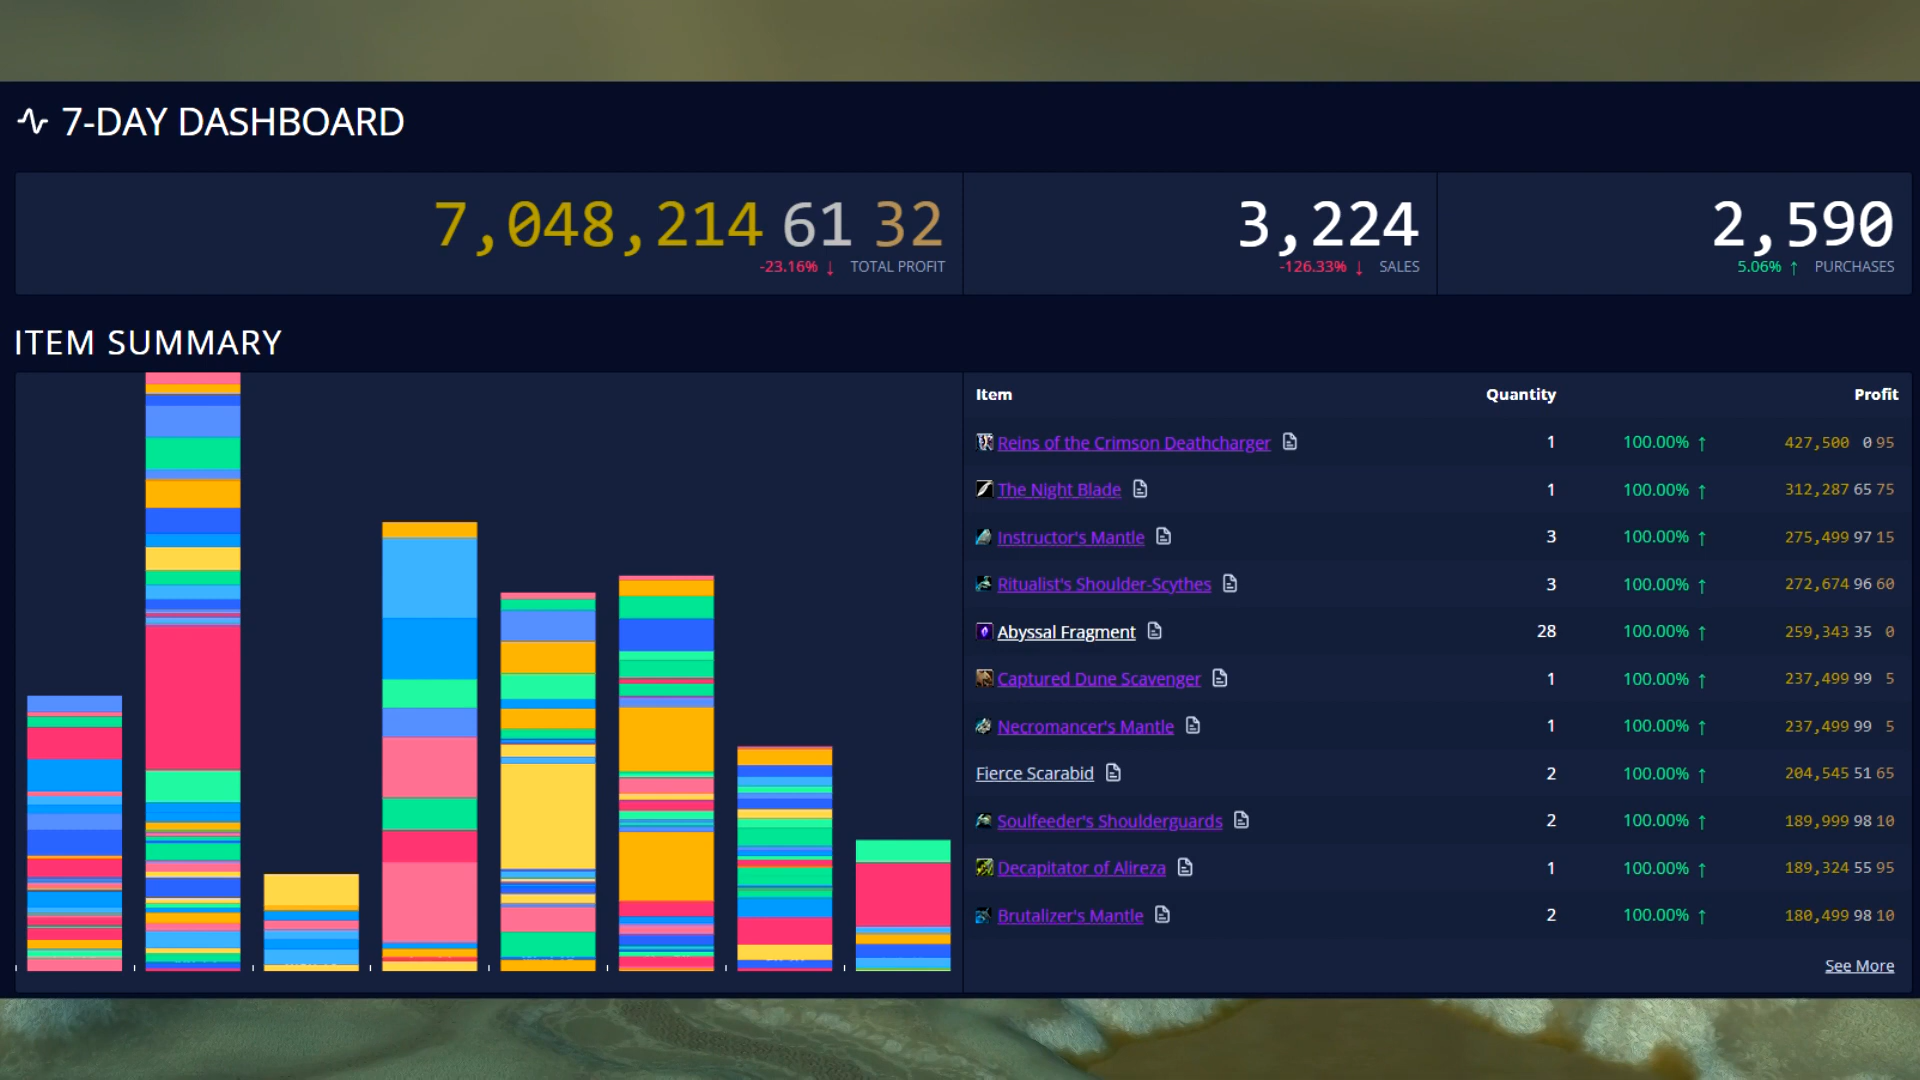 7-DAY DASHBOARD
7,048,214 61 32
-23.16% ↓ TOTAL PROFIT
3,224
-126.33% ↓ SALES
2,590
5.06% ↑ PURCHASES
ITEM SUMMARY
Item Quantity Profit
Reins of the Crimson Deathcharger 1 100.00% ↑ 427,500 0 95
The Night Blade 1 100.00% ↑ 312,287 65 75
Instructor's Mantle 3 100.00% ↑ 275,499 97 15
Ritualist's Shoulder-Scythes 3 100.00% ↑ 272,674 96 60
Abyssal Fragment 28 100.00% ↑ 259,343 35 0
Captured Dune Scavenger 1 100.00% ↑ 237,499 99 5
Necromancer's Mantle 1 100.00% ↑ 237,499 99 5
Fierce Scarabid 2 100.00% ↑ 204,545 51 65
Soulfeeder's Shoulderguards 2 100.00% ↑ 189,999 98 10
Decapitator of Alireza 1 100.00% ↑ 189,324 55 95
Brutalizer's Mantle 2 100.00% ↑ 180,499 98 10
See More